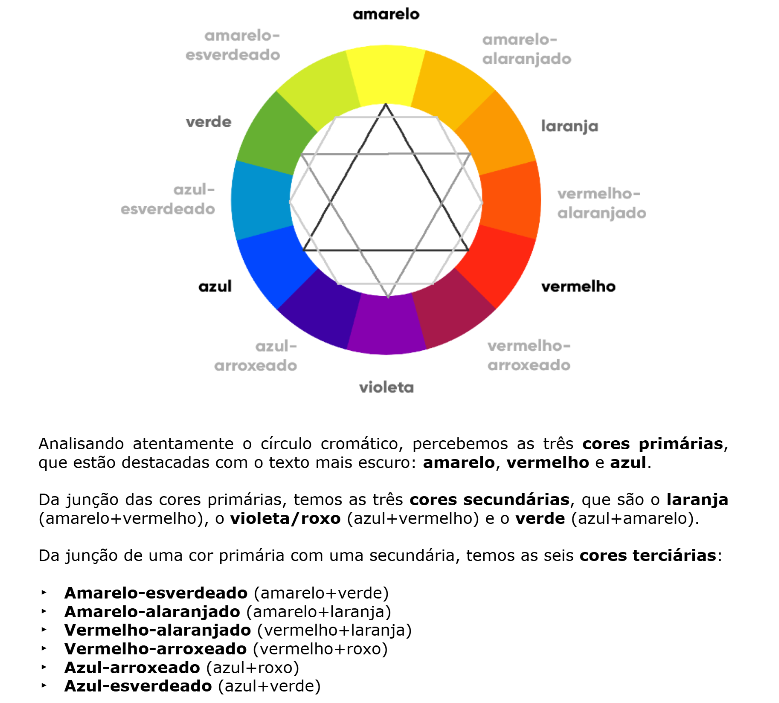 amarelo
amarelo-
esverdeado
amarelo-
alaranjado
verde
laranja
azul-
esverdeado
vermelho-
alaranjado
azul
vermelho
azul-
arroxeado
vermelho-
arroxeado
violeta
Analisando atentamente o círculo cromático, percebemos as três cores primárias,
que estão destacadas com o texto mais escuro: amarelo, vermelho e azul.
Da junção das cores primárias, temos as três cores secundárias, que são o laranja
(amarelo+vermelho), o violeta/roxo (azul+vermelho) e o verde (azul+amarelo).
Da junção de uma cor primária com uma secundária, temos as seis cores terciárias:
‣ Amarelo-esverdeado (amarelo+verde)
‣ Amarelo-alaranjado (amarelo+laranja)
‣ Vermelho-alaranjado (vermelho+laranja)
‣ Vermelho-arroxeado (vermelho+roxo)
‣ Azul-arroxeado (azul+roxo)
‣ Azul-esverdeado (azul+verde)